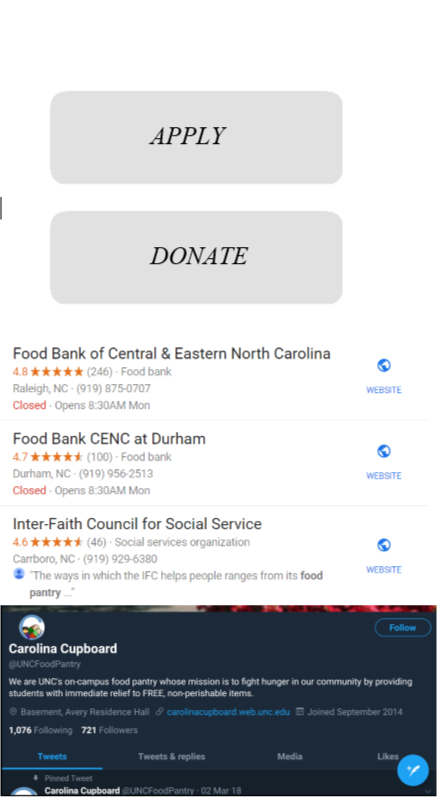 APPLY
DONATE
Food Bank of Central & Eastern North Carolina
4.8 ★★★★★ (246) · Food bank
Raleigh, NC · (919) 875-0707
Closed · Opens 8:30AM Mon
WEBSITE
Food Bank CENC at Durham
4.7 ★★★★★ (100) · Food bank
Durham, NC · (919) 956-2513
Closed · Opens 8:30AM Mon
WEBSITE
Inter-Faith Council for Social Service
4.6 ★★★★★ (46) · Social services organization
Carrboro, NC · (919) 929-6380
"The ways in which the IFC helps people ranges from its food
pantry ..."
WEBSITE
Follow
Carolina Cupboard
@UNCFoodPantry
We are UNC's on-campus food pantry whose mission is to fight hunger in our community by providing
students with immediate relief to FREE, non-perishable items.
Basement, Avery Residence Hall carolinacupboard.web.unc.edu Joined September 2014
1,076 Following 721 Followers
Tweets Tweets & replies Media Likes
Pinned Tweet
Carolina Cupboard @UNCFoodPantry · 02 Mar 18